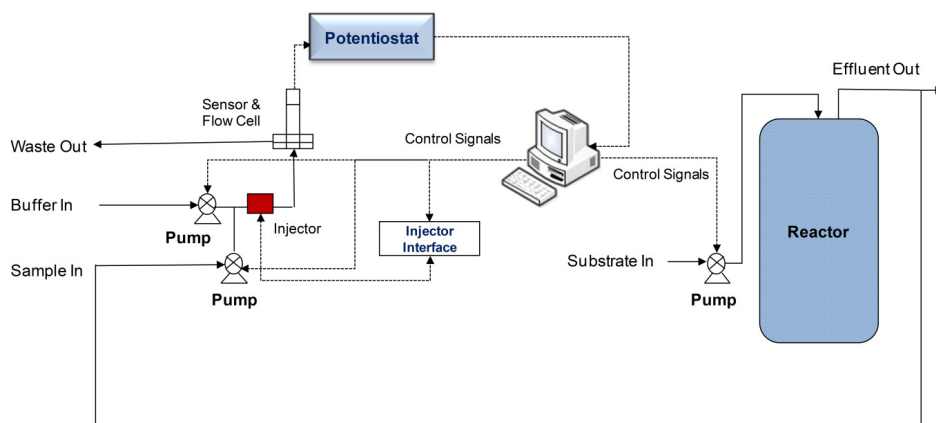 Potentiostat
Effluent Out
Sensor &
Flow Cell
Waste Out
Control Signals
Control Signals
Buffer In
Pump
Injector
Injector
Interface
Reactor
Sample In
Substrate In
Pump
Pump